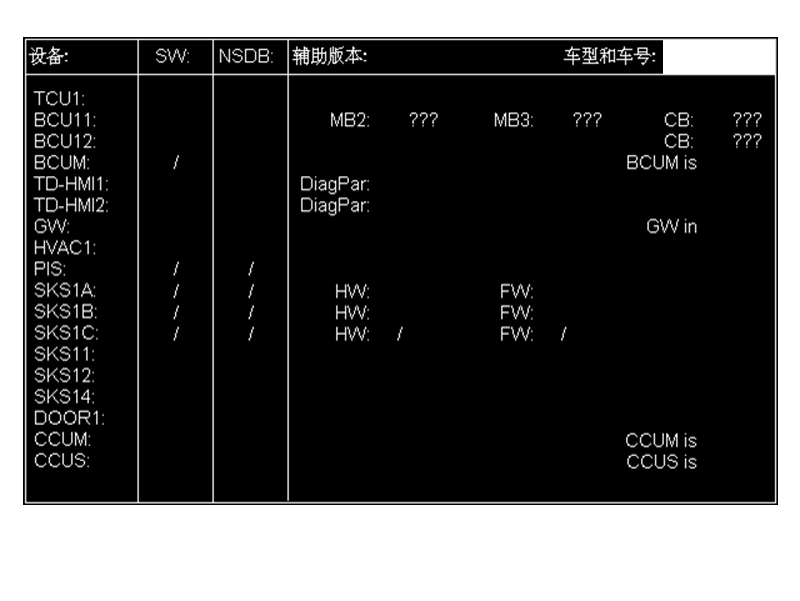 设备: SW: NSDB: 辅助版本: 车型和车号:
TCU1:
BCU11: MB2: ??? MB3: ??? CB: ???
BCU12: CB: ???
BCUM: / BCUM is
TD-HMI1: DiagPar:
TD-HMI2: DiagPar:
GW: GW in
HVAC1:
PIS: / /
SKS1A: / / HW: FW:
SKS1B: / / HW: FW:
SKS1C: / / HW: / FW: /
SKS11:
SKS12:
SKS14:
DOOR1:
CCUM: CCUM is
CCUS: CCUS is